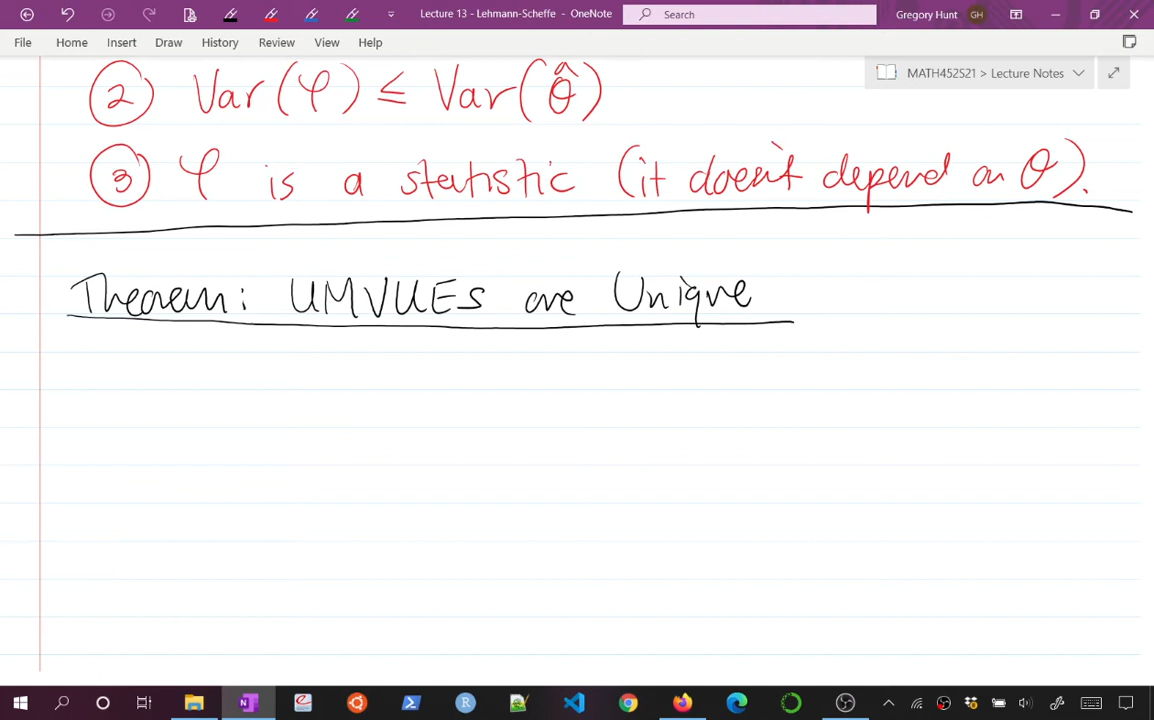 Lecture 13 - Lehmann-Scheffe - OneNote
Search
Gregory Hunt
GH
File Home Insert Draw History Review View Help
MATH452S21 > Lecture Notes
② Var(φ) ≤ Var(θ̂)
③ φ is a statistic (it doesn't depend on θ).
Theorem: UMVUEs are Unique